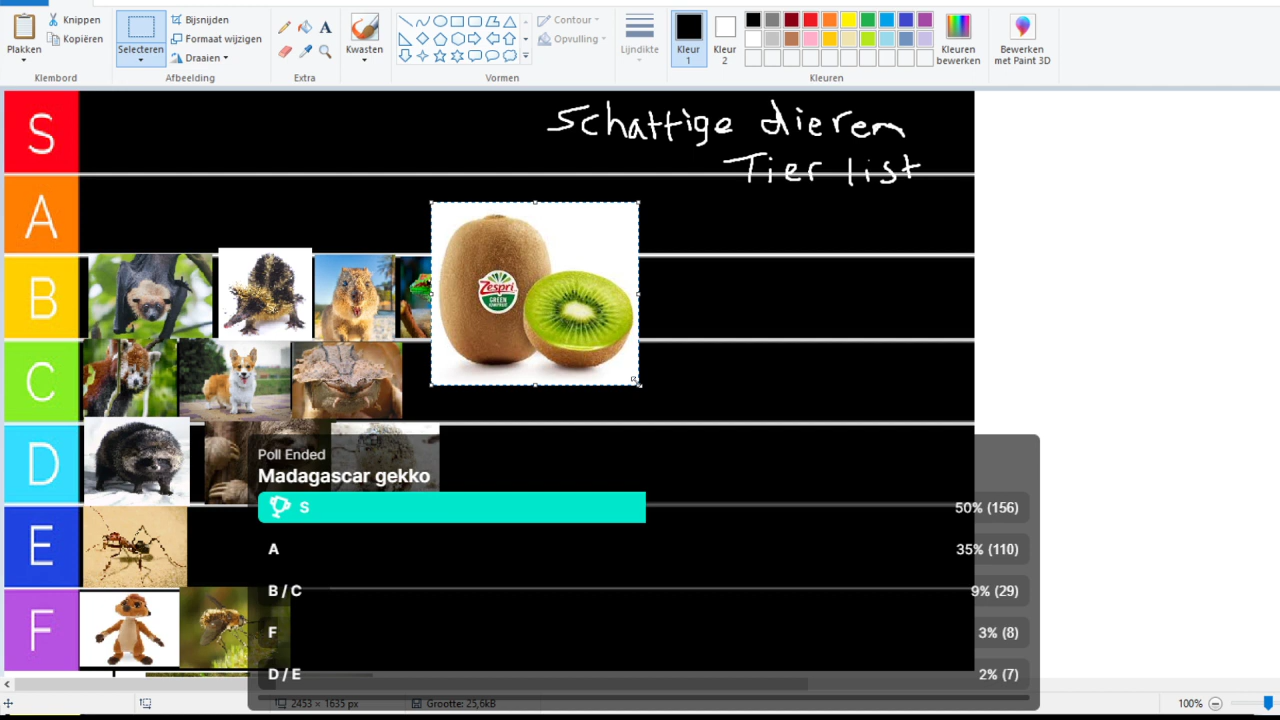 Plakken
Knippen
Kopiëren
Klembord
Selecteren
Bijsnijden
Formaat wijzigen
Draaien
Afbeelding
A
Extra
Kwasten
Contour
Opvulling
Vormen
Lijndikte
Kleur
1
Kleur
2
Kleuren
bewerken
Kleuren
Bewerken
met Paint 3D
Schattige dieren
Tier list
S
A
B
C
D
E
F
Zespri
GREEN
Poll Ended
Madagascar gekko
S 50% (156)
A 35% (110)
B / C 9% (29)
F 3% (8)
D / E 2% (7)
2453 × 1635 px
Grootte: 25,6kB
100%